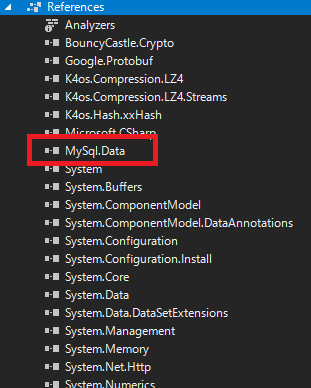 References
Analyzers
BouncyCastle.Crypto
Google.Protobuf
K4os.Compression.LZ4
K4os.Compression.LZ4.Streams
K4os.Hash.xxHash
Microsoft.CSharp
MySql.Data
System
System.Buffers
System.ComponentModel
System.ComponentModel.DataAnnotations
System.Configuration
System.Configuration.Install
System.Core
System.Data
System.Data.DataSetExtensions
System.Management
System.Memory
System.Net.Http
System.Numerics